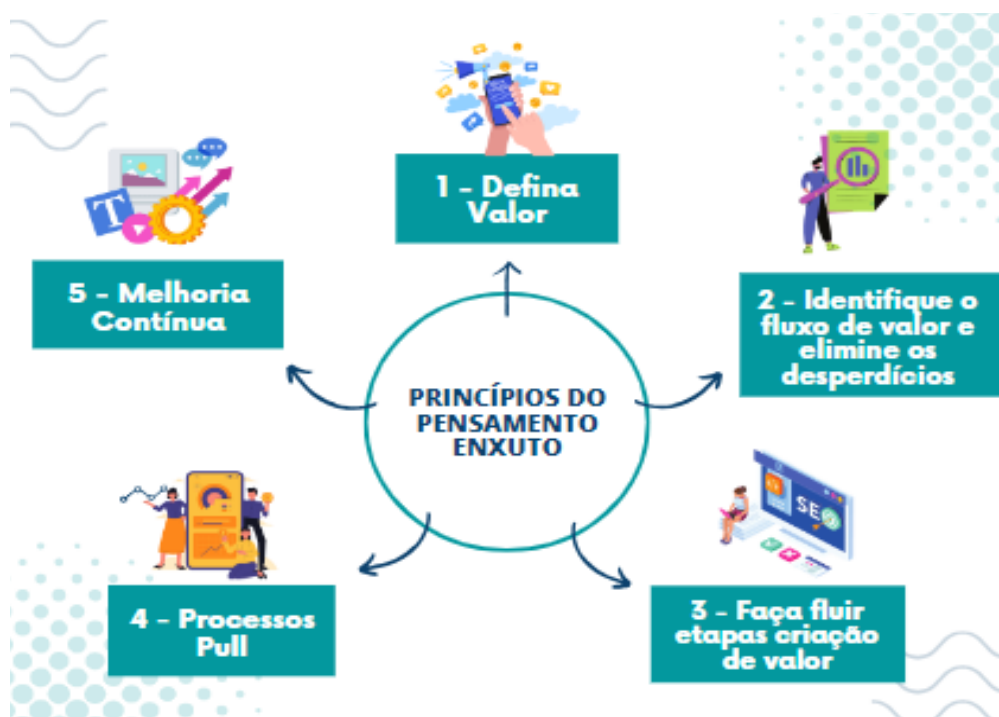 1 - Defina
Valor
2 - Identifique o
fluxo de valor e
elimine os
desperdícios
3 - Faça fluir
etapas criação
de valor
4 - Processos
Pull
5 - Melhoria
Contínua
PRINCÍPIOS DO
PENSAMENTO
ENXUTO
T
SEO